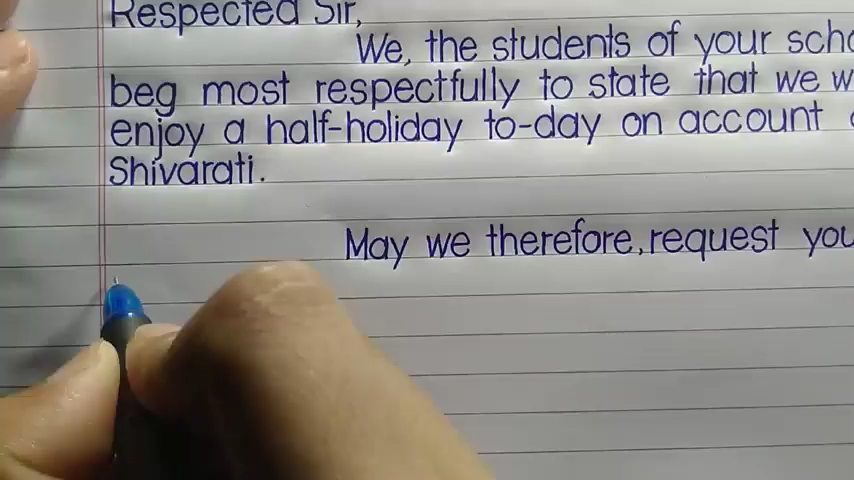 Respected Sir,
We, the students of your
beg most respectfully to state that we
enjoy a half-holiday to-day on account
Shivarati.
May we therefore, request you